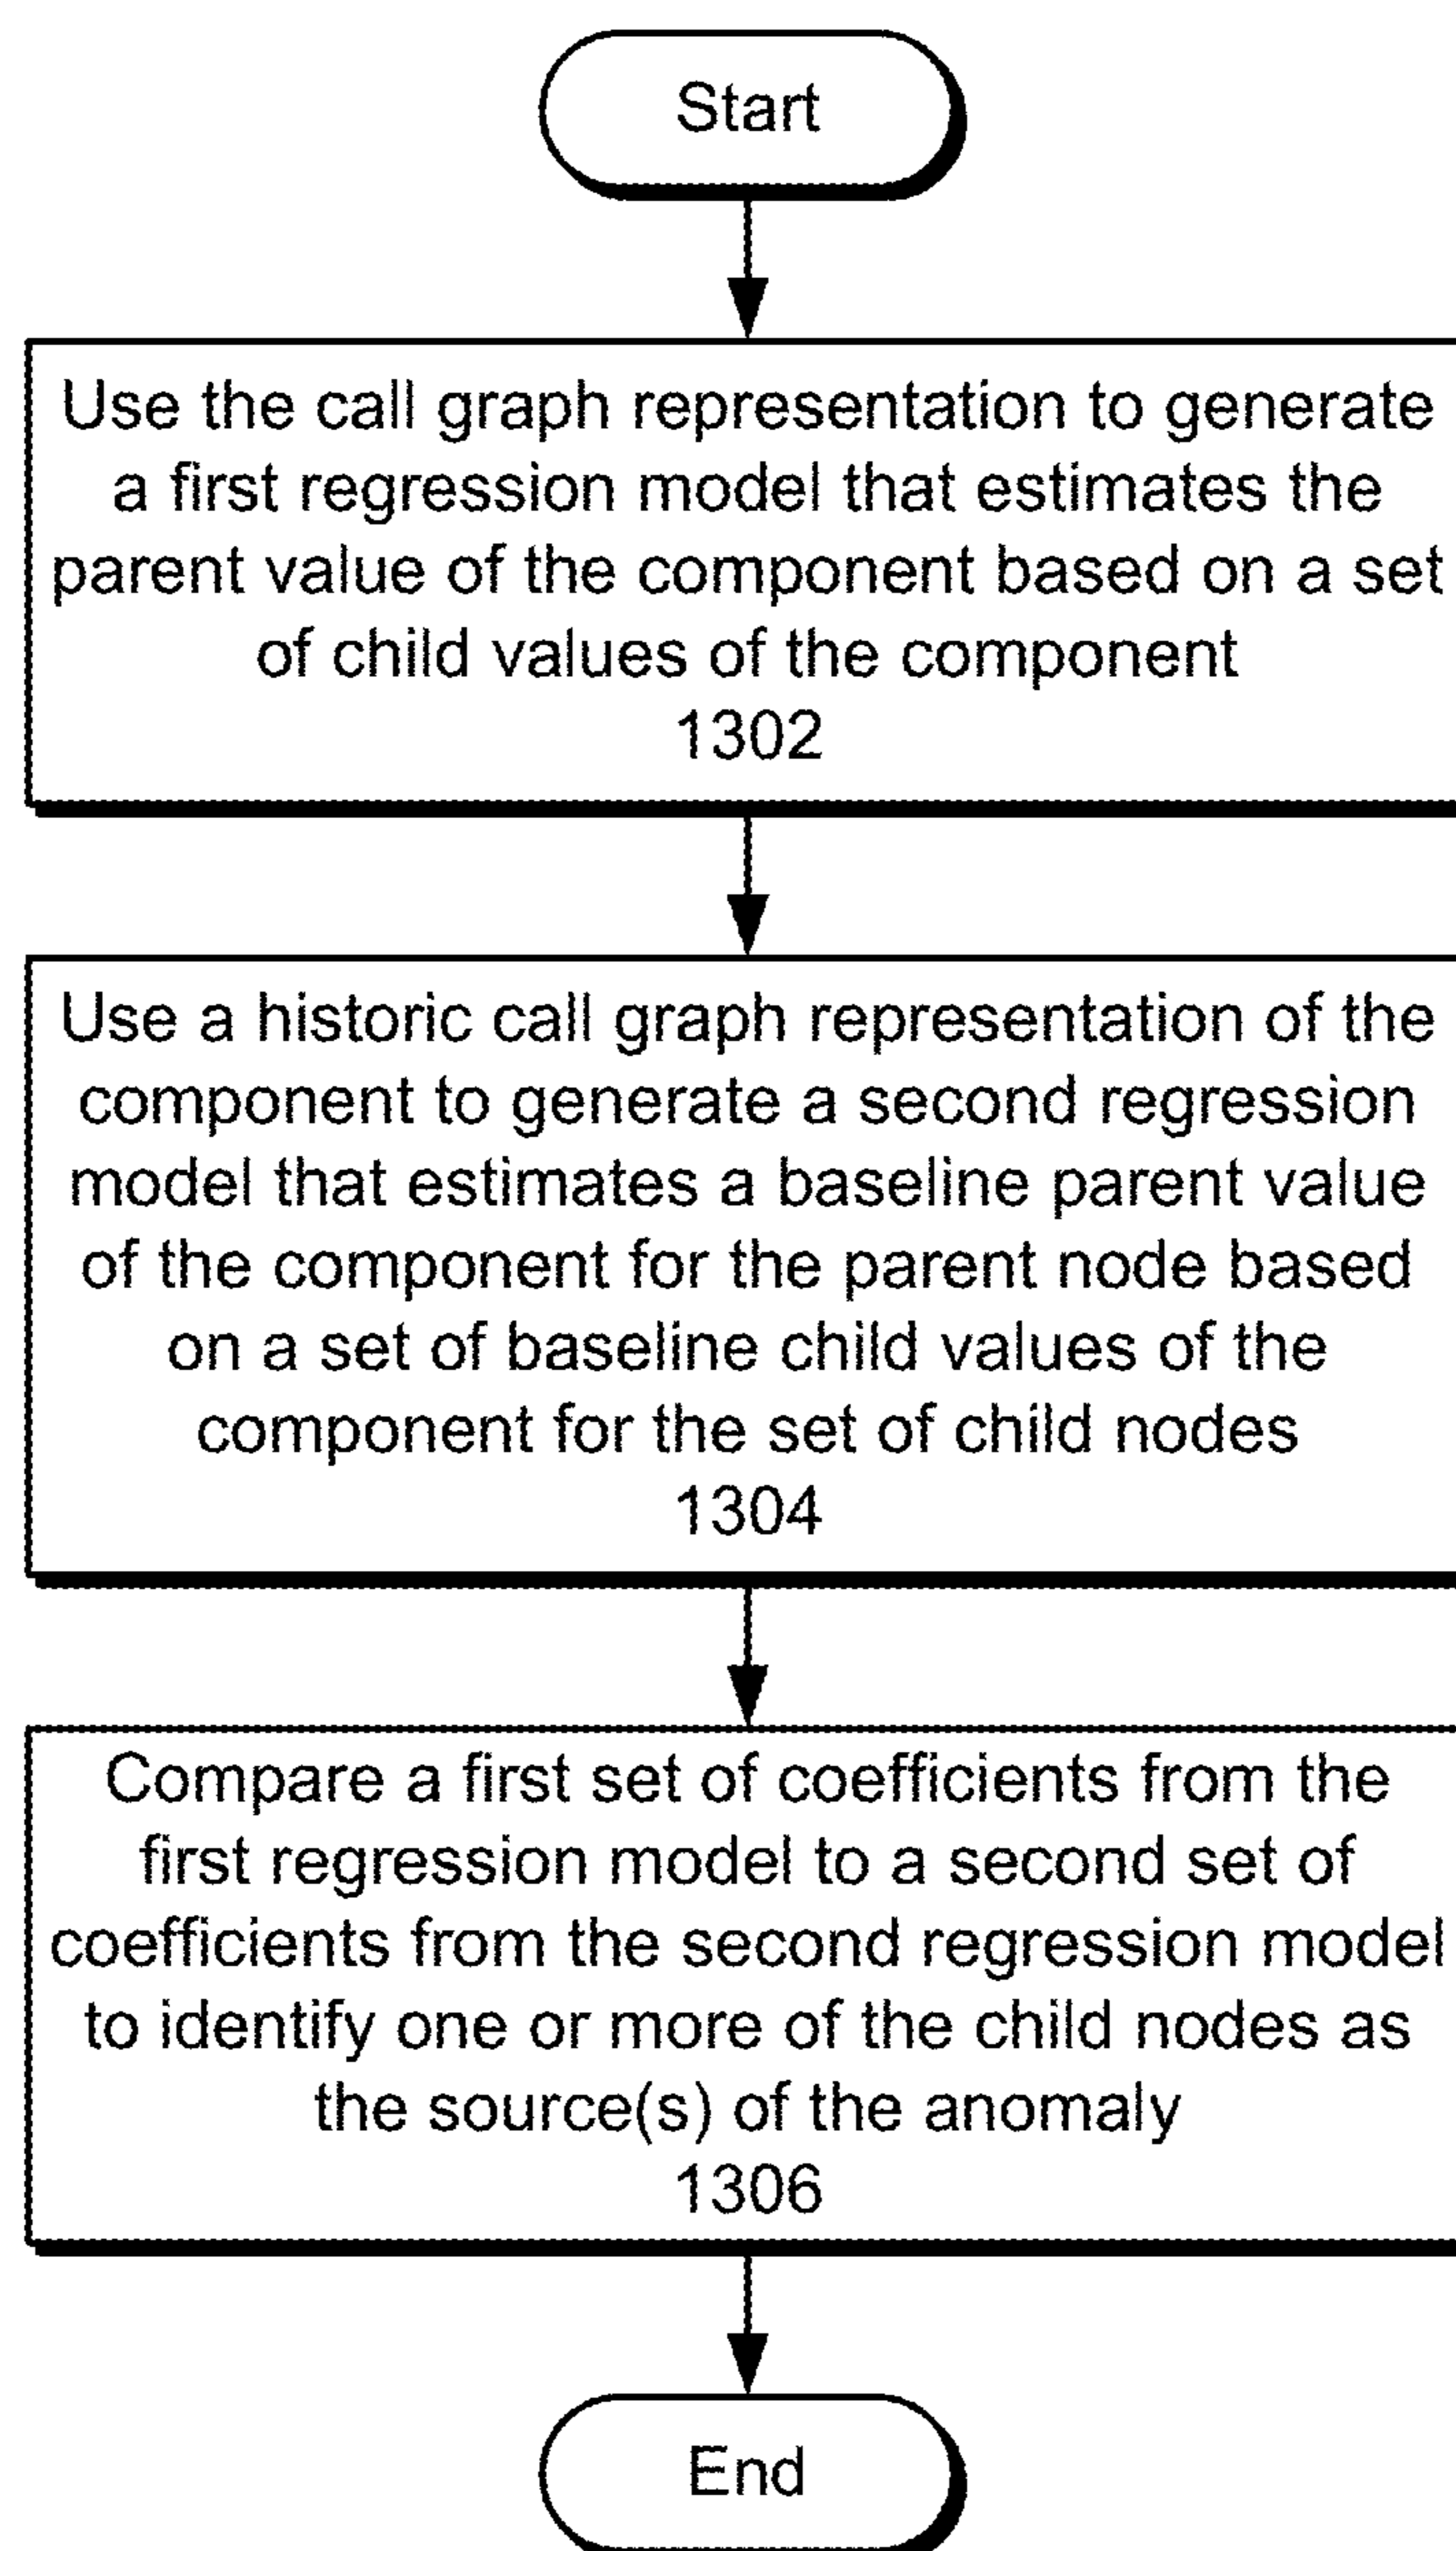 Start
Use the call graph representation to generate
a first regression model that estimates the
parent value of the component based on a set
of child values of the component
1302
Use a historic call graph representation of the
component to generate a second regression
model that estimates a baseline parent value
of the component for the parent node based
on a set of baseline child values of the
component for the set of child nodes
1304
Compare a first set of coefficients from the
first regression model to a second set of
coefficients from the second regression model
to identify one or more of the child nodes as
the source(s) of the anomaly
1306
End